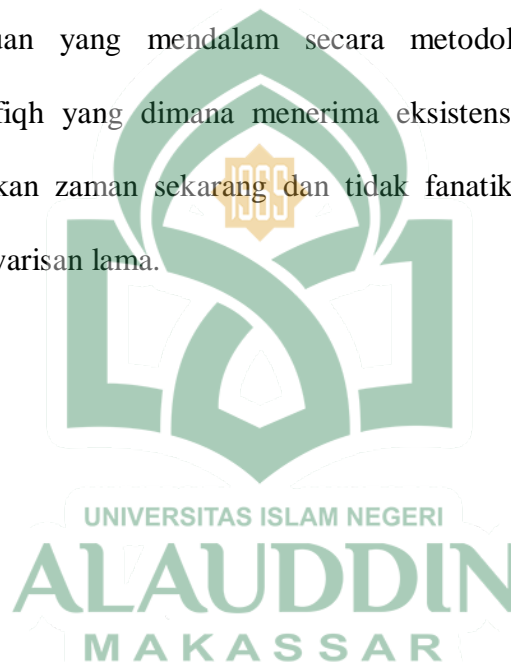 uan yang mendalam secara metodol
fiqh yang dimana menerima eksistens
kan zaman sekarang dan tidak fanatik
warisan lama.
1965
UNIVERSITAS ISLAM NEGERI
ALAUDDIN
MAKASSAR